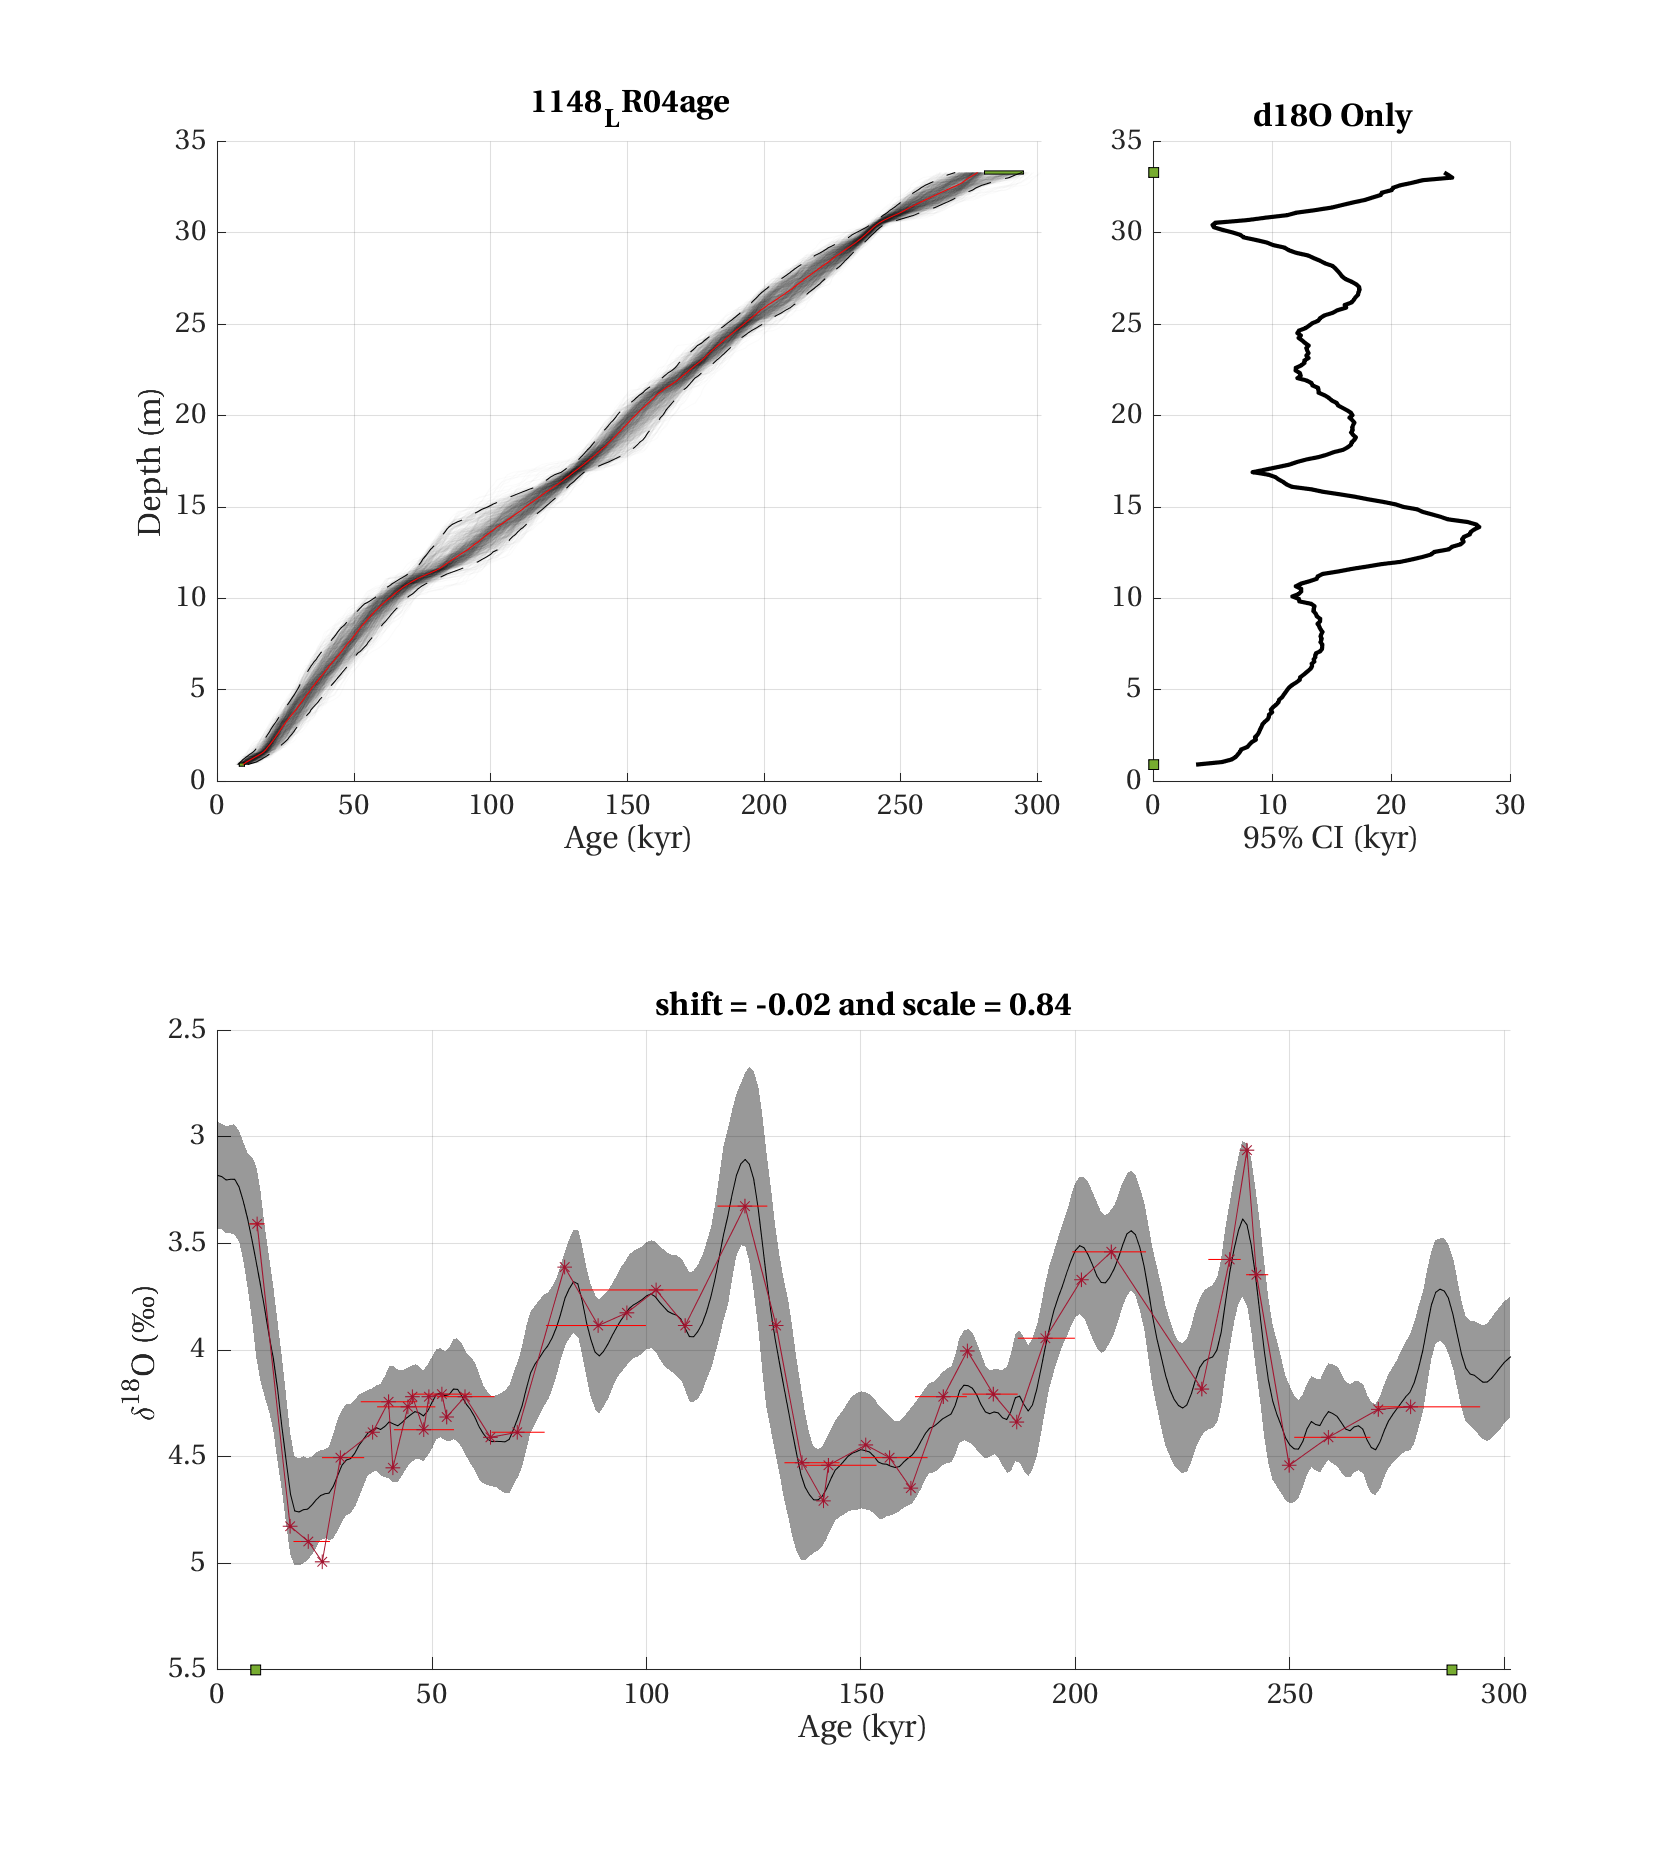 1148_LR04age
35
30
25
20
15
10
5
0
Depth (m)
0 50 100 150 200 250 300
Age (kyr)
d18O Only
35
30
25
20
15
10
5
0
0 10 20 30
95% CI (kyr)
shift = -0.02 and scale = 0.84
2.5
3
3.5
4
4.5
5
5.5
δ18O (‰)
0 50 100 150 200 250 300
Age (kyr)